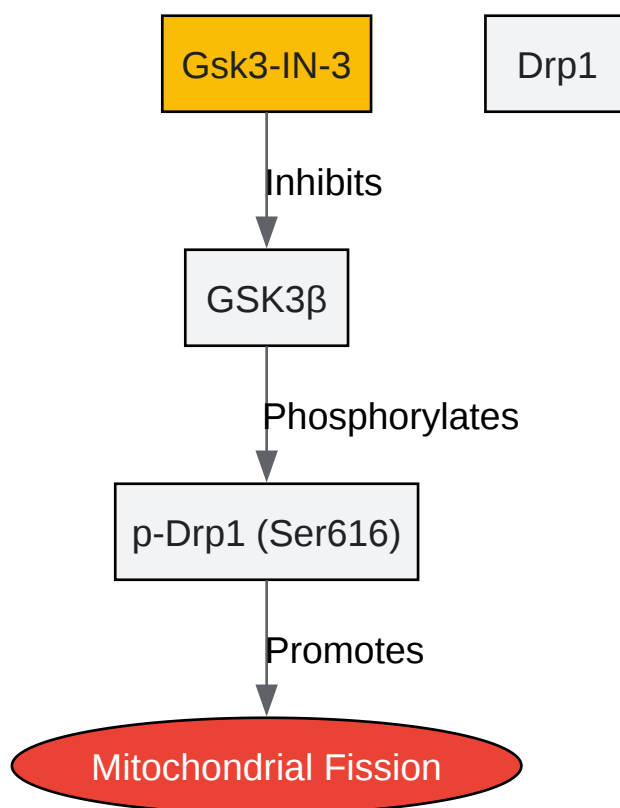 Gsk3-IN-3
Drp1
Inhibits
GSK3β
Phosphorylates
p-Drp1 (Ser616)
Promotes
Mitochondrial Fission